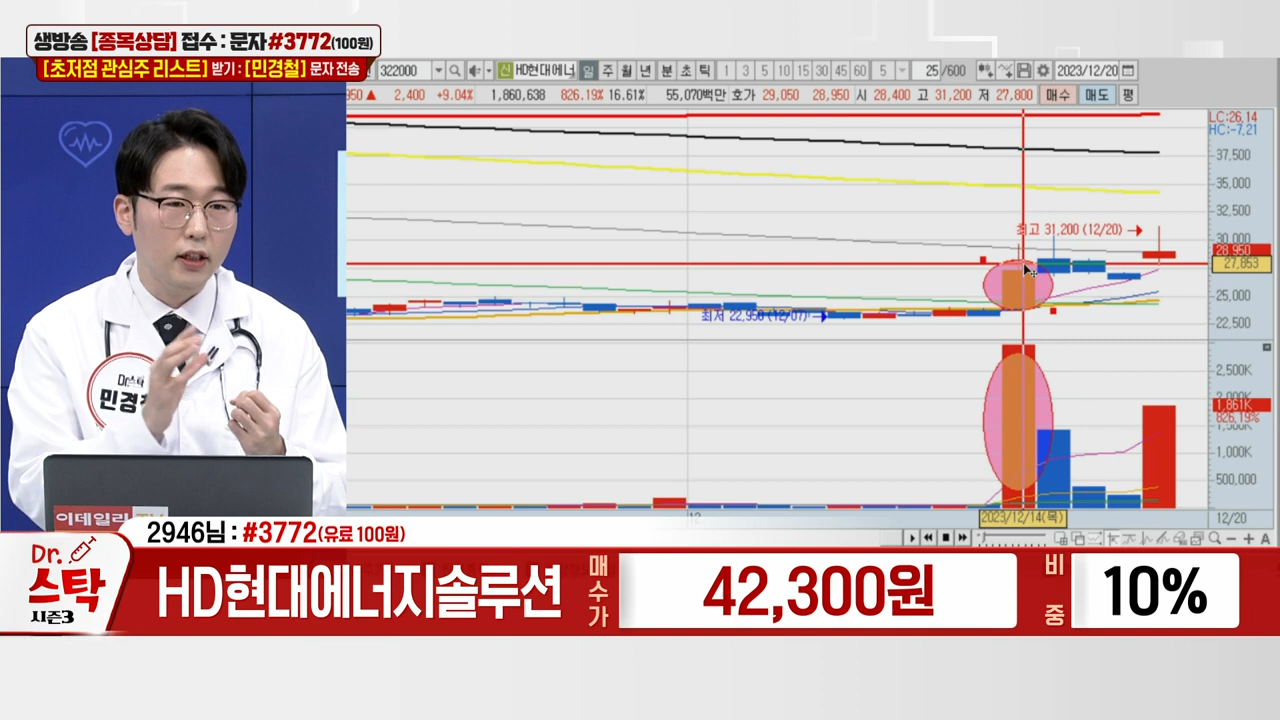 생방송 [종목상담] 접수 : 문자#3772(100원)
[초저점 관심주 리스트] 받기 : [민경철] 문자 전송
322000 신 HD현대에너 일 주 월 년 분 초 틱 1 3 5 10 15 30 45 60 5 25/600 2023/12/20
950 ▲ 2,400 +9.04% 1,860,638 826.19% 16.61% 55,070백만 호가 29,050 28,950 시 28,400 고 31,200 저 27,800 매수 매도 평
LC:26.14
HC:-7.21
37,500
35,000
32,500
최고 31,200 (12/20)
30,000
28,950
27,853
25,000
최저 22,950 (12/07)
22,500
2,500K
2,000K
1,861K
826.19%
1,500K
1,000K
500,000
12
2023/12/14(목)
12/20
Dr.스탁
민경철
이데일리 TV
2946님 : #3772(유료 100원)
Dr.
스탁
시즌3
HD현대에너지솔루션
매수가
42,300원
비중
10%